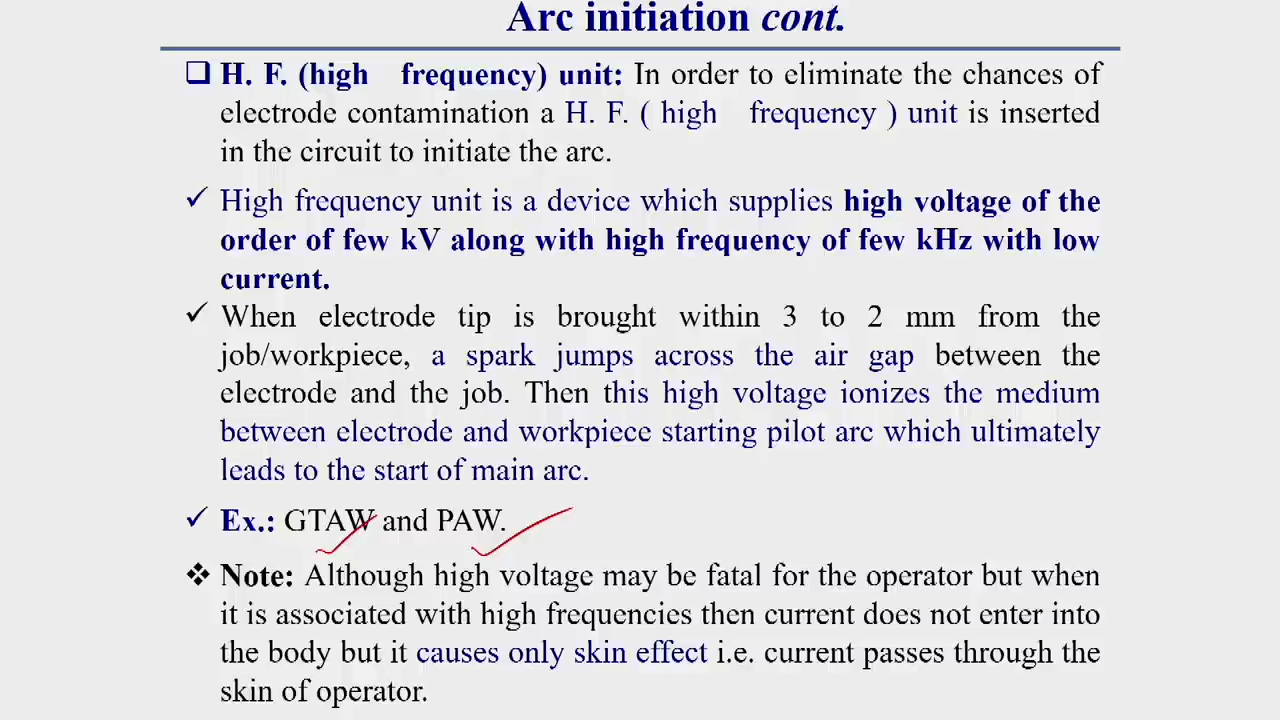 Arc initiation cont.
❑ H. F. (high frequency) unit: In order to eliminate the chances of
electrode contamination a H. F. ( high frequency ) unit is inserted
in the circuit to initiate the arc.
✓ High frequency unit is a device which supplies high voltage of the
order of few kV along with high frequency of few kHz with low
current.
✓ When electrode tip is brought within 3 to 2 mm from the
job/workpiece, a spark jumps across the air gap between the
electrode and the job. Then this high voltage ionizes the medium
between electrode and workpiece starting pilot arc which ultimately
leads to the start of main arc.
✓ Ex.: GTAW and PAW.
❖ Note: Although high voltage may be fatal for the operator but when
it is associated with high frequencies then current does not enter into
the body but it causes only skin effect i.e. current passes through the
skin of operator.